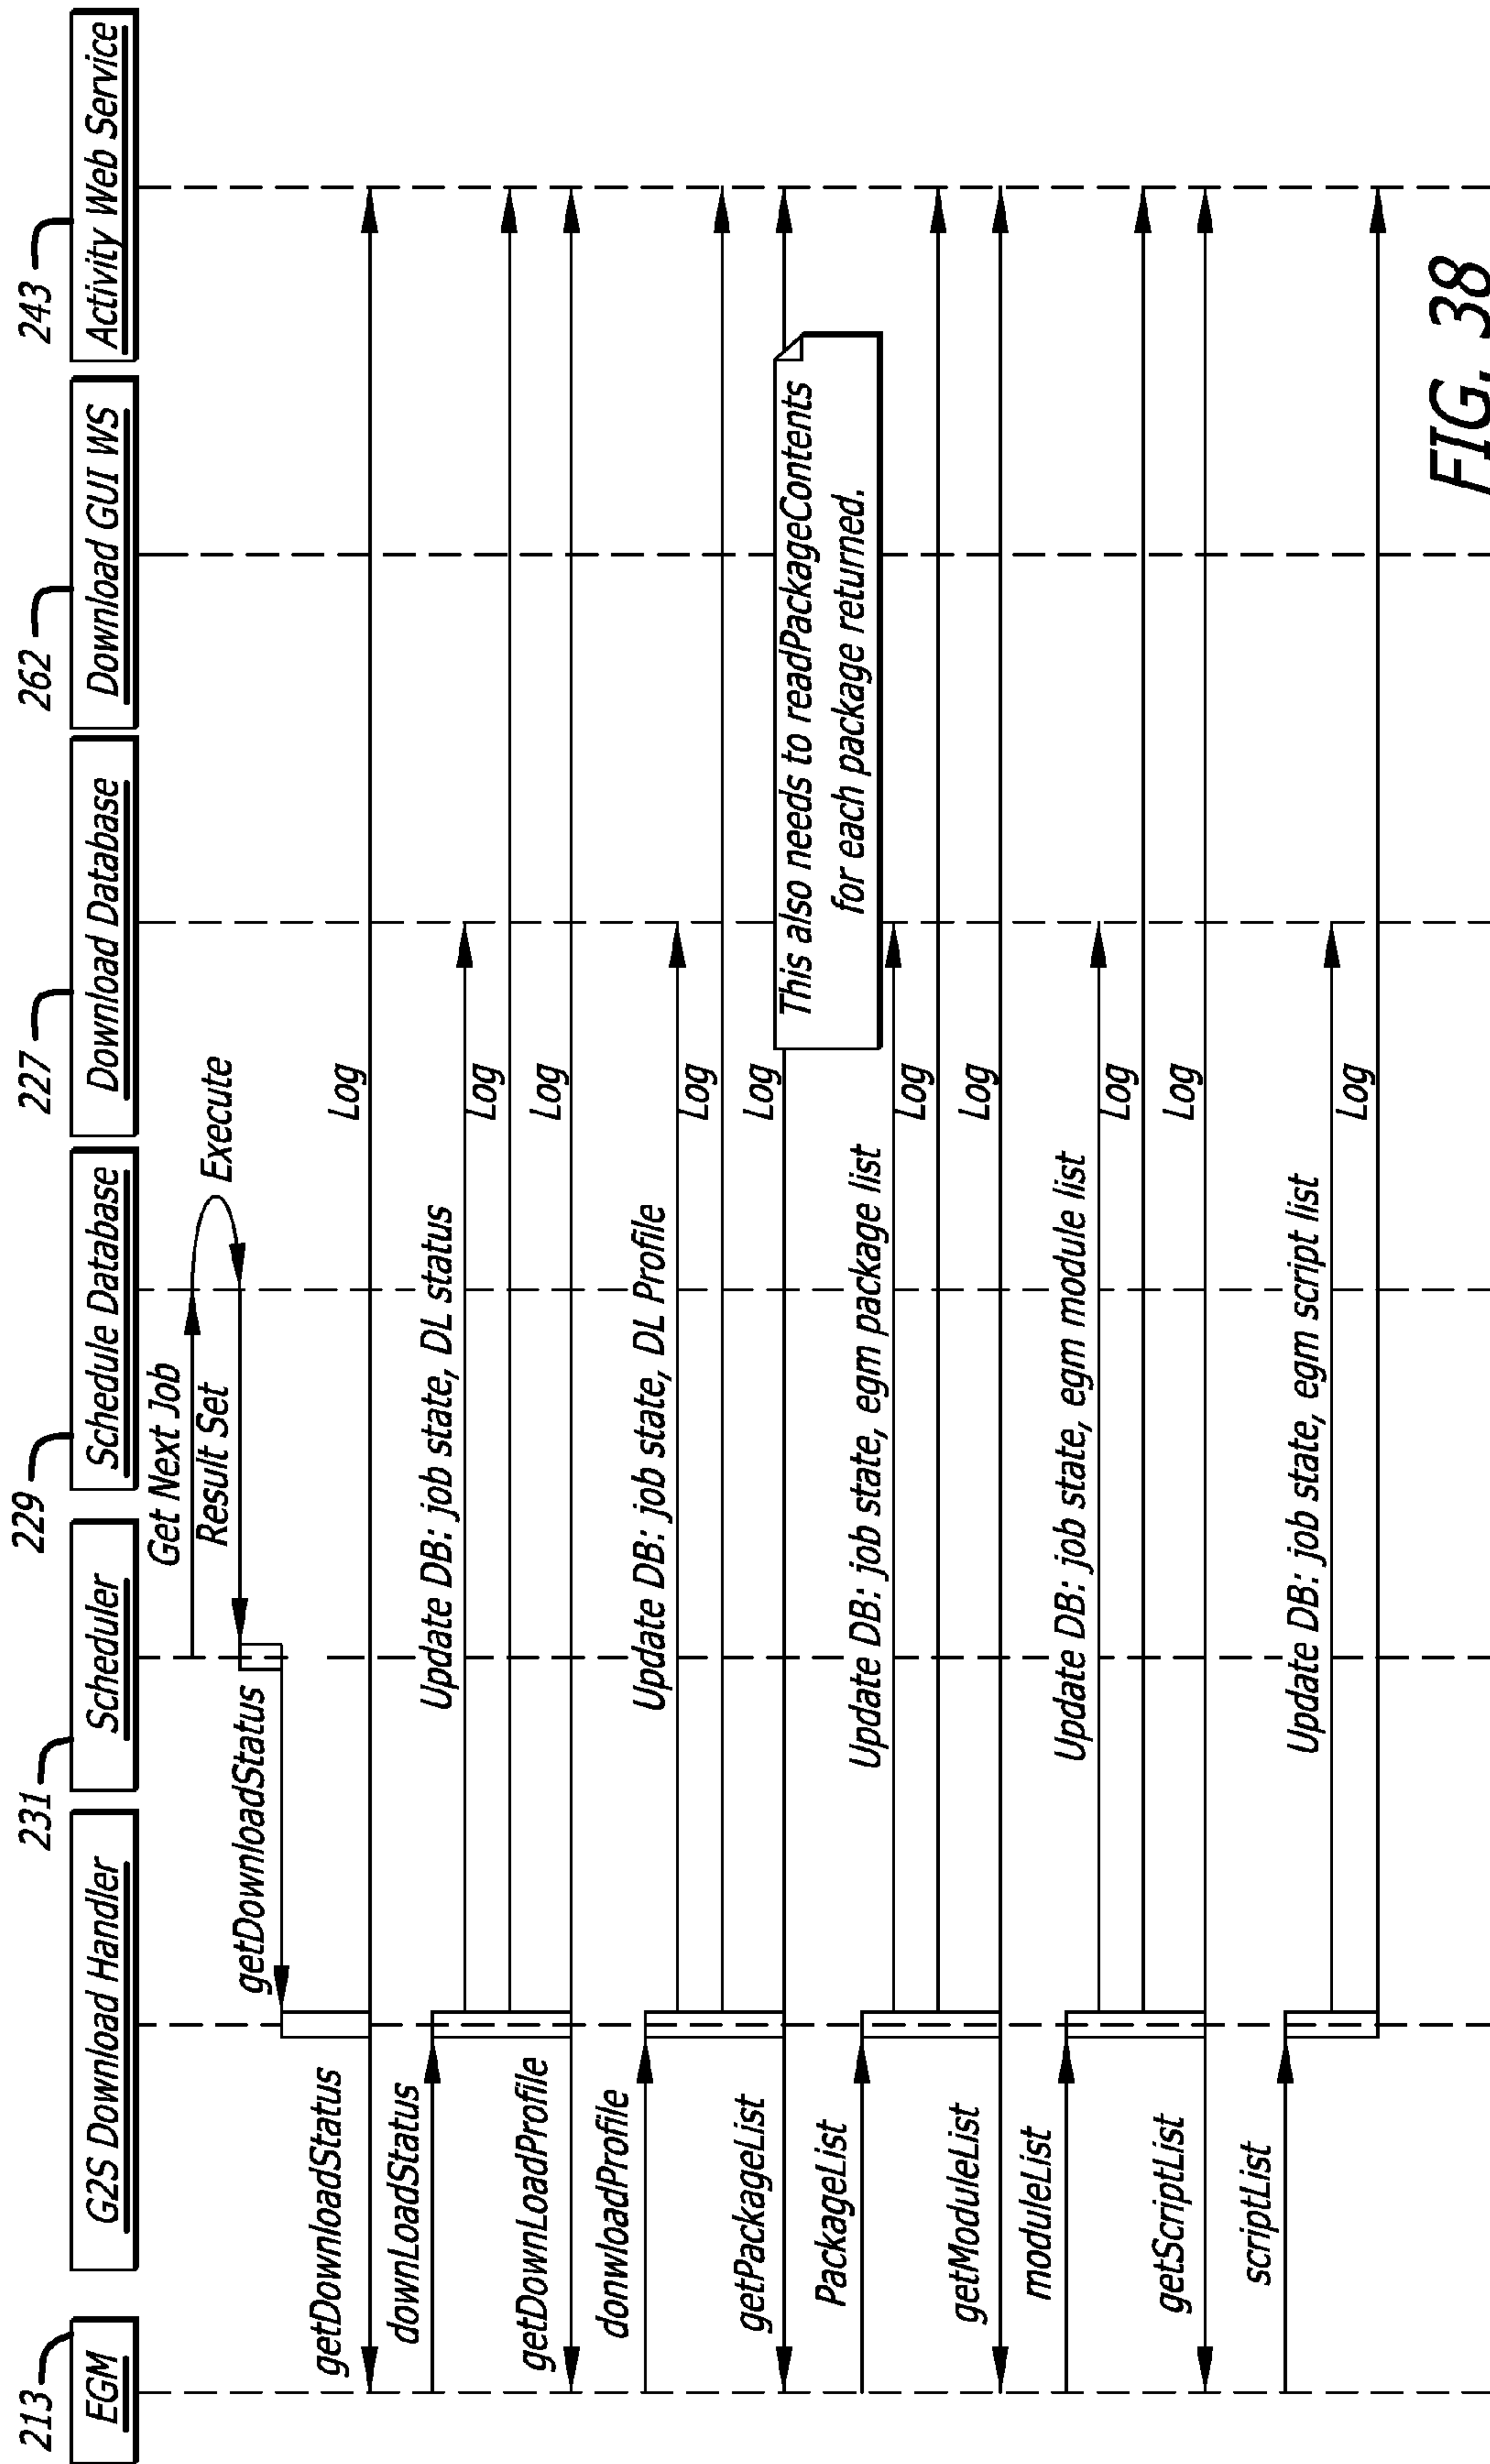 213
231
229
227
262
243
EGM
G2S Download Handler
Scheduler
Schedule Database
Download Database
Download GUI WS
Activity Web Service
Get Next Job
Execute
Result Set
getDownloadStatus
getDownloadStatus
Log
downLoadStatus
Update DB: job state, DL status
Log
getDownLoadProfile
Log
donwloadProfile
Update DB: job state, DL Profile
Log
getPackageList
Log
This also needs to readPackageContents
for each package returned.
PackageList
Update DB: job state, egm package list
Log
getModuleList
Log
moduleList
Update DB: job state, egm module list
Log
getScriptList
Log
scriptList
Update DB: job state, egm script list
Log
FIG. 38